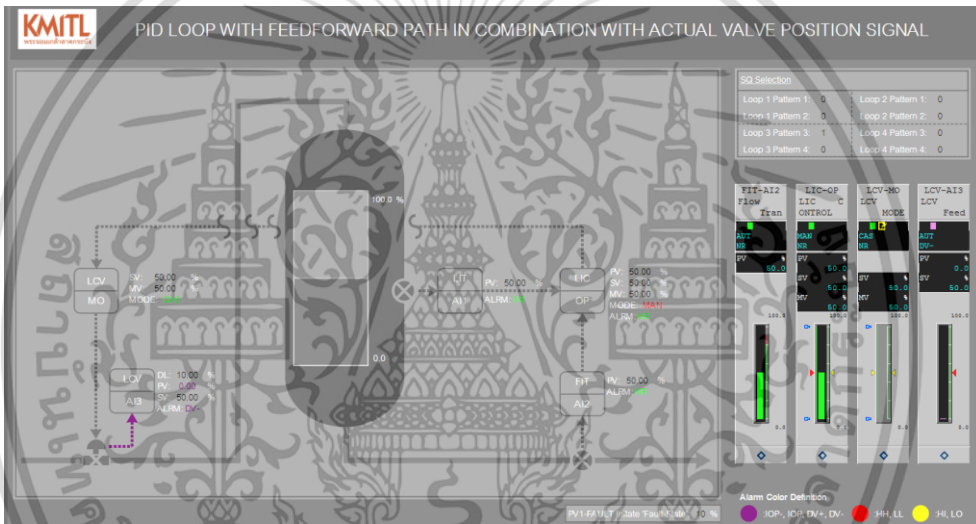 KMITL
PID LOOP WITH FEEDFORWARD PATH IN COMBINATION WITH ACTUAL VALVE POSITION SIGNAL
SQ Selection
Loop 1 Pattern 1: 0 Loop 2 Pattern 1: 0
Loop 1 Pattern 2: 0 Loop 2 Pattern 2: 0
Loop 3 Pattern 3: 1 Loop 4 Pattern 3: 0
Loop 3 Pattern 4: 0 Loop 4 Pattern 4: 0
100.0 %
0.0
LCV
MO
SV: 50.00 %
MV: 50.00 %
MODE:
LCV
AI3
DL: 10.00 %
PV: 0.00 %
SV: 50.00 %
ALRM: DV-
LIT
AI1
PV: 50.00 %
ALRM:
LIC
OP
PV: 50.00 %
SV: 50.00 %
MV: 50.00 %
MODE: MAN
ALRM:
FIT
AI2
PV: 50.00 %
ALRM:
FIT-AI2
Flow
Tran
AUT
NR
PV %
50.0
100.0
0.0
LIC-OP
LIC C
ONTROL
MAN
NR
PV %
50.0
SV %
50.0
MV %
50.0
100.0
0.0
LCV-MO
LCV
MODE
CAS
NR
SV %
50.0
MV %
50.0
100.0
0.0
LCV-AI3
LCV
Feed
AUT
DV-
PV %
0.0
SV %
50.0
100.0
0.0
Alarm Color Definition
:IOP-, IOP, DV+, DV- :HH, LL :HI, LO